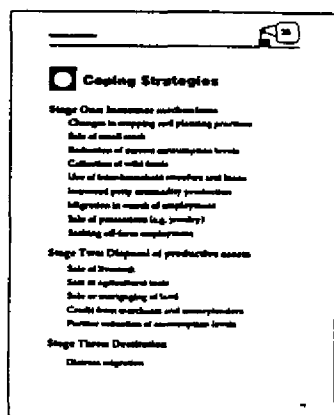 Coping Strategies
Stage One: Insurance mechanisms
Changes in cropping and planting practices
Sale of small stock
Reduction of current consumption levels
Collection of wild foods
Use of inter-household transfers and loans
Increased petty commodity production
Migration in search of employment
Sale of possessions (e.g. jewelry)
Seeking off-farm employment
Stage Two: Disposal of productive assets
Sale of livestock
Sale of agricultural tools
Sale or mortgaging of land
Credit from merchants and moneylenders
Further reduction of consumption levels
Stage Three: Destitution
Distress migration